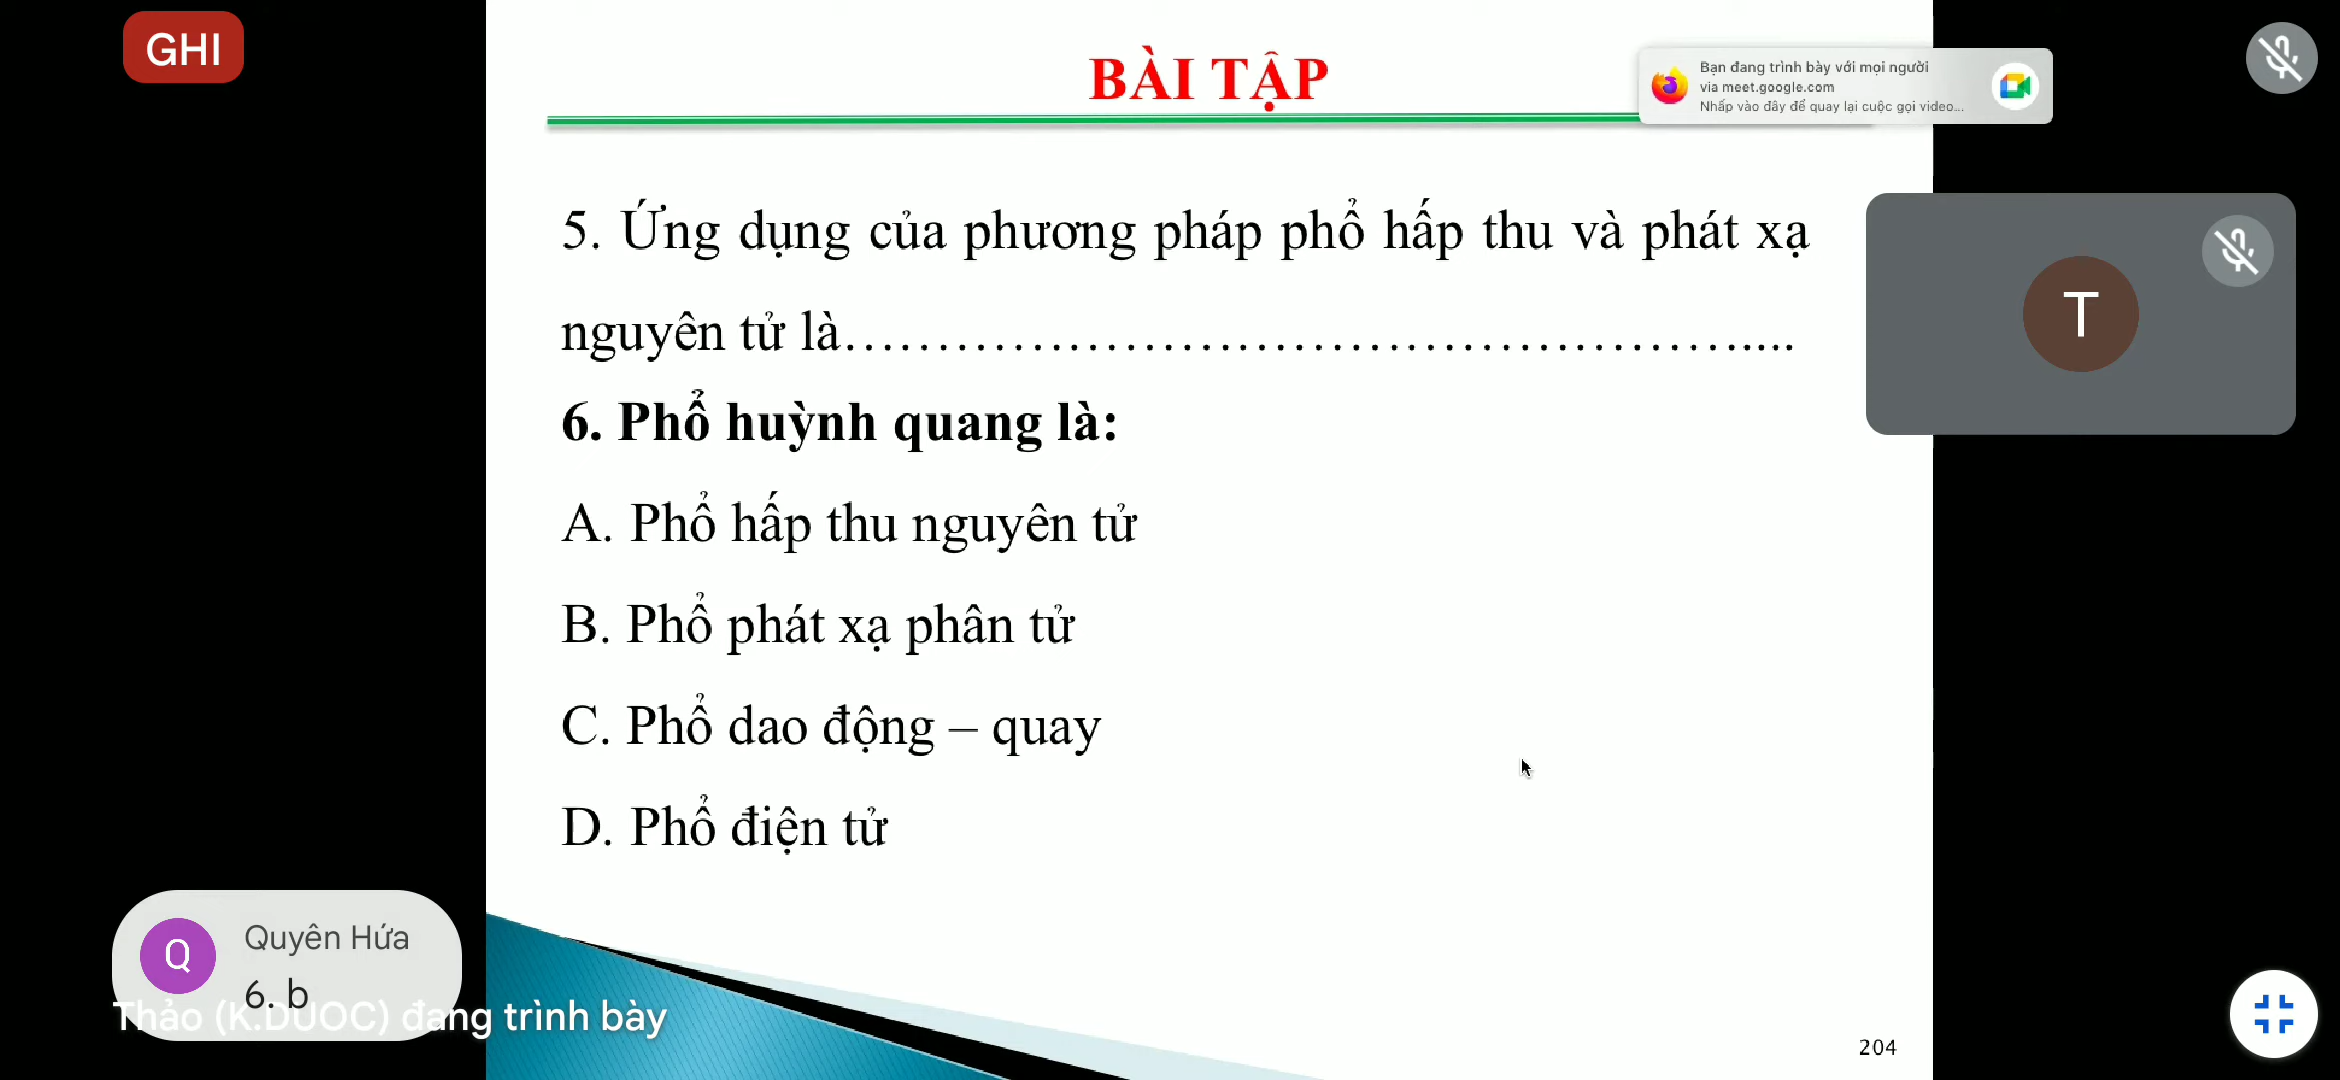 GHI
BÀI TẬP
Bạn đang trình bày với mọi người
via meet.google.com
Nhấp vào đây để quay lại cuộc gọi video...
5. Ứng dụng của phương pháp phổ hấp thu và phát xạ
nguyên tử là...........................................................
T
6. Phổ huỳnh quang là:
A. Phổ hấp thu nguyên tử
B. Phổ phát xạ phân tử
C. Phổ dao động – quay
D. Phổ điện tử
Q
Quyên Hứa
6. b
Thảo (K.DUOC) đang trình bày
204